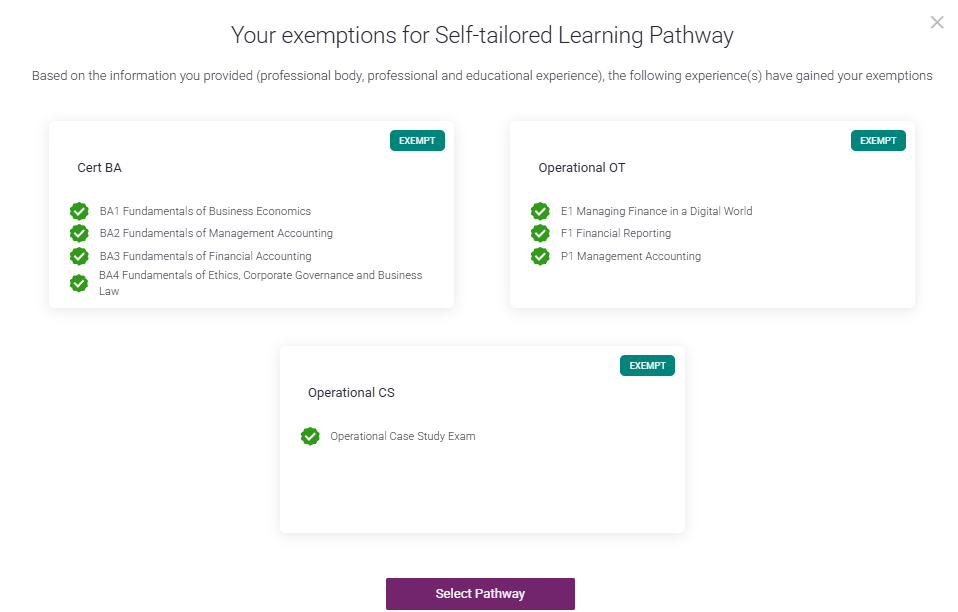 Your exemptions for Self-tailored Learning Pathway
Based on the information you provided (professional body, professional and educational experience), the following experience(s) have gained your exemptions
EXEMPT
Cert BA
BA1 Fundamentals of Business Economics
BA2 Fundamentals of Management Accounting
BA3 Fundamentals of Financial Accounting
BA4 Fundamentals of Ethics, Corporate Governance and Business
Law
EXEMPT
Operational OT
E1 Managing Finance in a Digital World
F1 Financial Reporting
P1 Management Accounting
EXEMPT
Operational CS
Operational Case Study Exam
Select Pathway